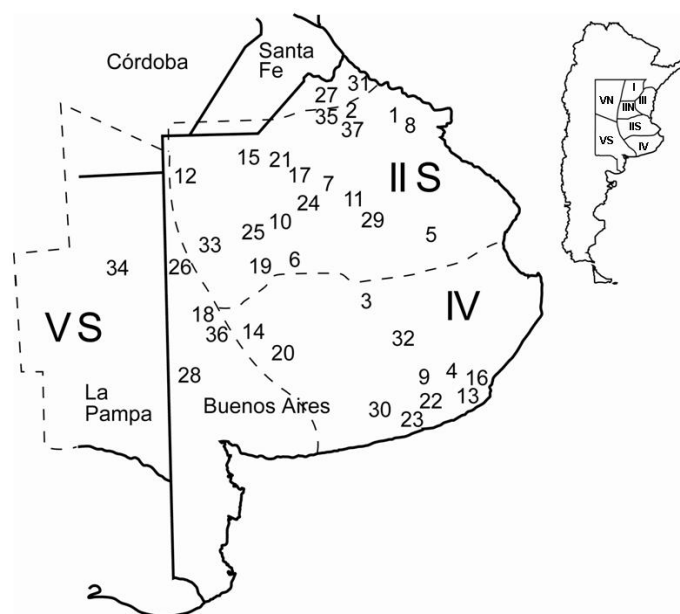 Córdoba
Santa
Fe
31
27
2
1
35
8
37
15
21
12
17
7
II S
24
11
10
29
25
5
33
6
34
26
19
3
IV
18
VS
36
14
32
20
28
9
4
16
La
Pampa
Buenos Aires
13
22
30
23
I
VN
IIN
III
IIS
VS
IV